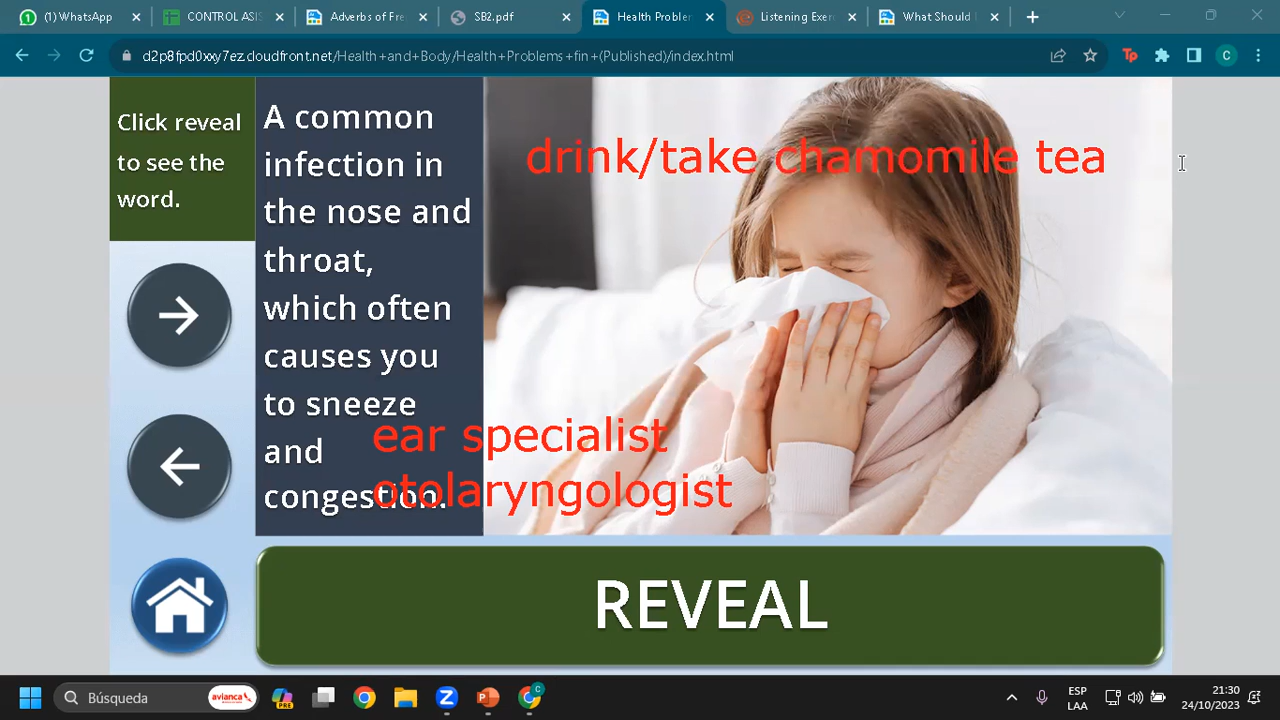 (1) WhatsApp
CONTROL ASIS
Adverbs of Fre
SB2.pdf
Health Problem
Listening Exer
What Should I
d2p8fpd0xxy7ez.cloudfront.net/Health+and+Body/Health+Problems+fin+(Published)/index.html
Click reveal
to see the
word.
A common
infection in
the nose and
throat,
which often
causes you
to sneeze
and
congestion.
drink/take chamomile tea
ear specialist
otolaryngologist
REVEAL
Búsqueda
avianca
PRE
ESP
LAA
21:30
24/10/2023